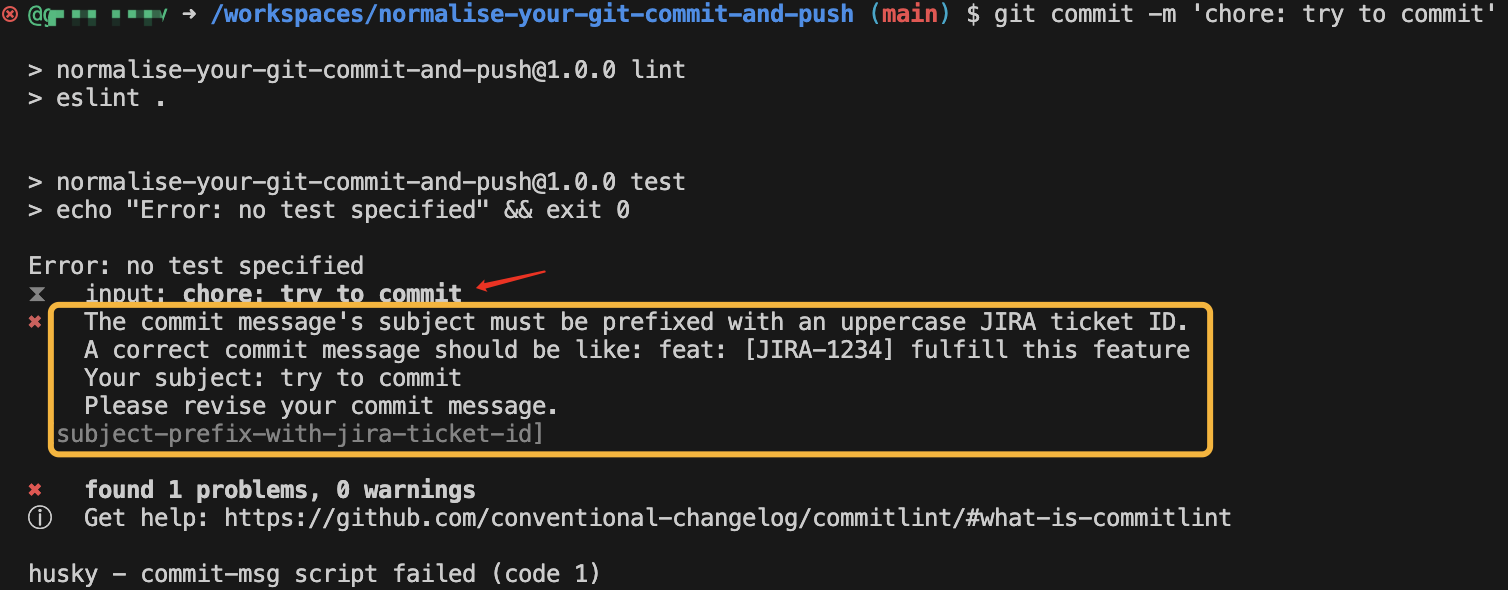 ➜ /workspaces/normalise-your-git-commit-and-push (main) $ git commit -m 'chore: try to commit'
> normalise-your-git-commit-and-push@1.0.0 lint
> eslint .
> normalise-your-git-commit-and-push@1.0.0 test
> echo "Error: no test specified" && exit 0
Error: no test specified
⧗ input: chore: try to commit
✖ The commit message's subject must be prefixed with an uppercase JIRA ticket ID.
A correct commit message should be like: feat: [JIRA-1234] fulfill this feature
Your subject: try to commit
Please revise your commit message.
subject-prefix-with-jira-ticket-id]
✖ found 1 problems, 0 warnings
ⓘ Get help: https://github.com/conventional-changelog/commitlint/#what-is-commitlint
husky - commit-msg script failed (code 1)